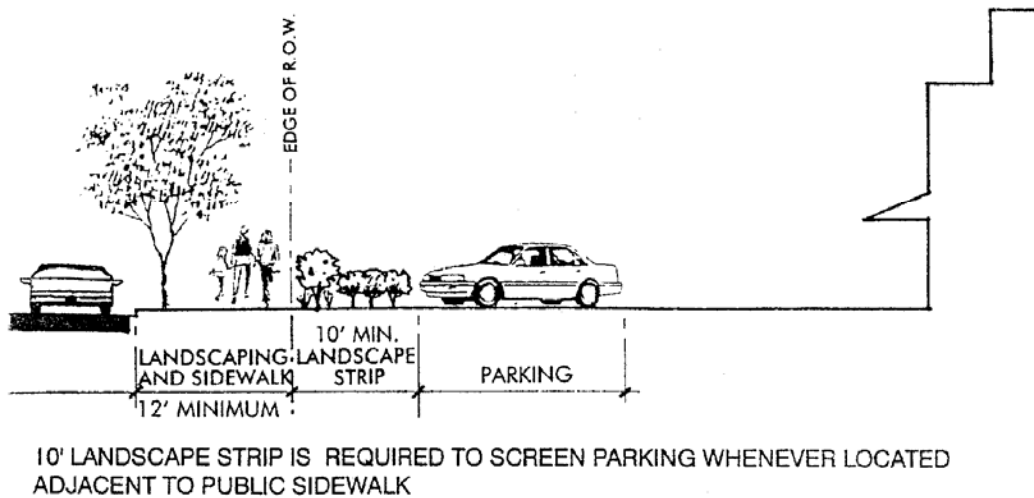 EDGE OF R.O.W.
LANDSCAPING
AND SIDEWALK
12' MINIMUM
10' MIN.
LANDSCAPE
STRIP
PARKING
10' LANDSCAPE STRIP IS REQUIRED TO SCREEN PARKING WHENEVER LOCATED
ADJACENT TO PUBLIC SIDEWALK